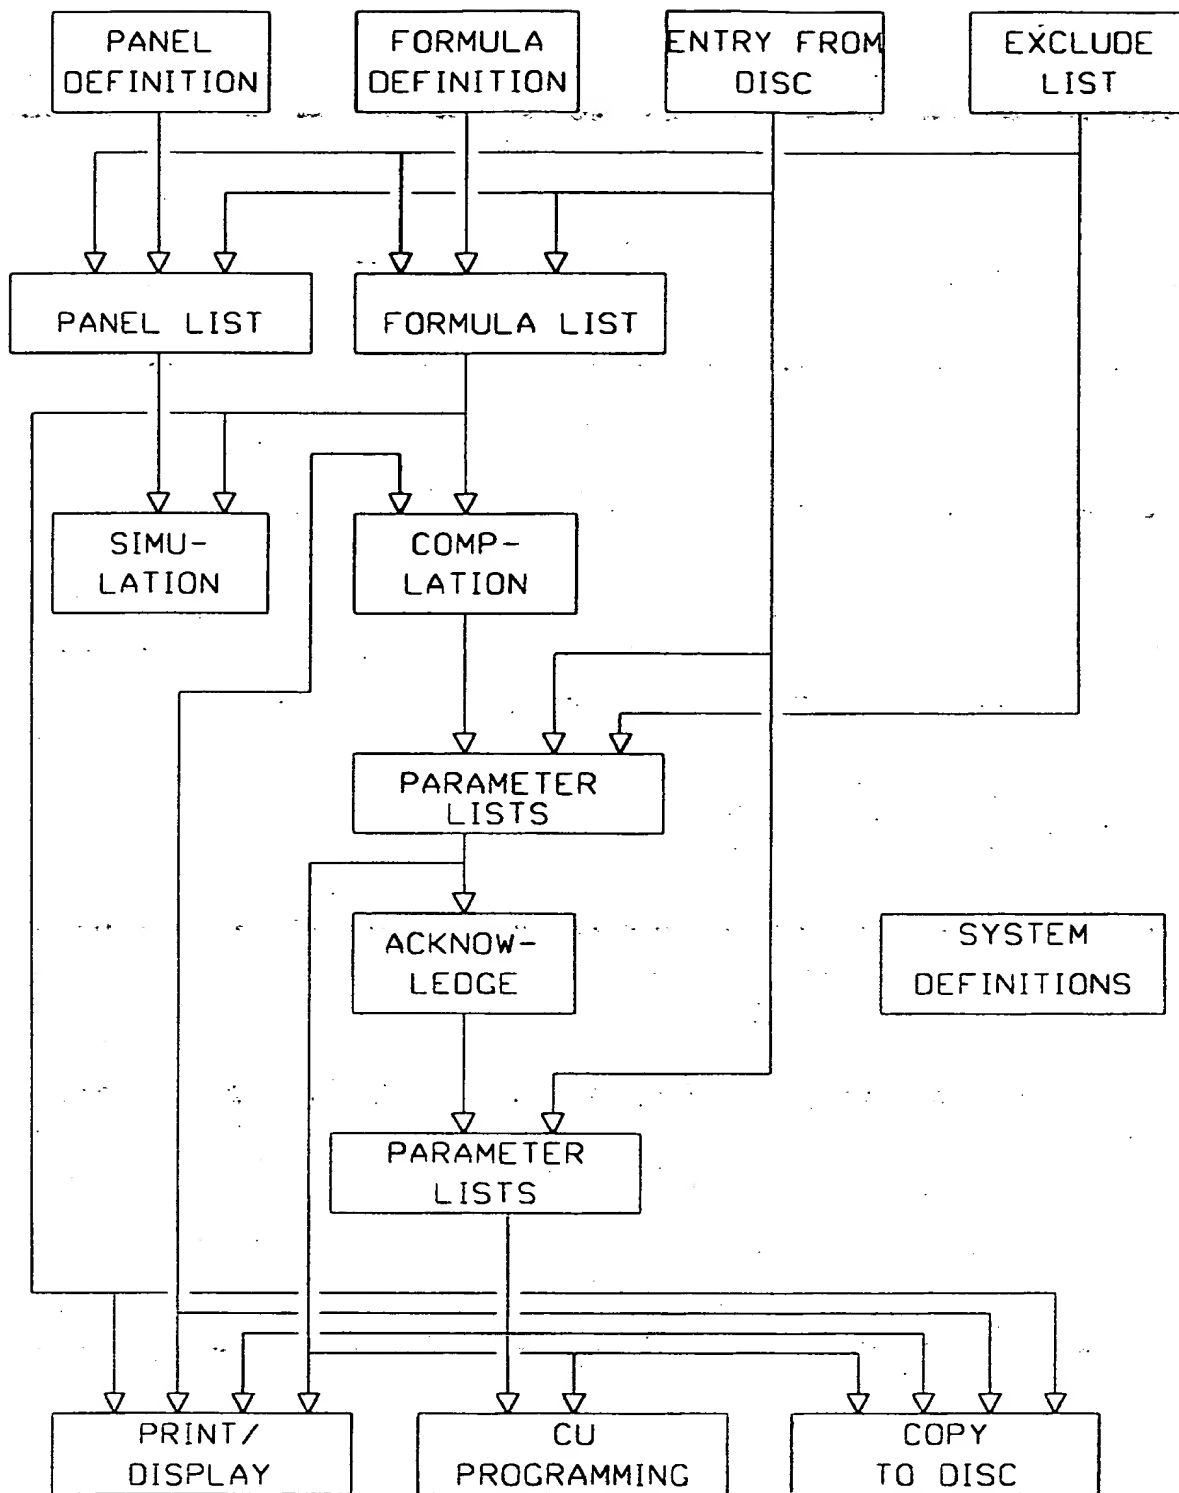 PANEL
DEFINITION
FORMULA
DEFINITION
ENTRY FROM
DISC
EXCLUDE
LIST
PANEL LIST
FORMULA LIST
SIMU-
LATION
COMP-
LATION
PARAMETER
LISTS
ACKNOW-
LEDGE
SYSTEM
DEFINITIONS
PARAMETER
LISTS
PRINT/
DISPLAY
CU
PROGRAMMING
COPY
TO DISC